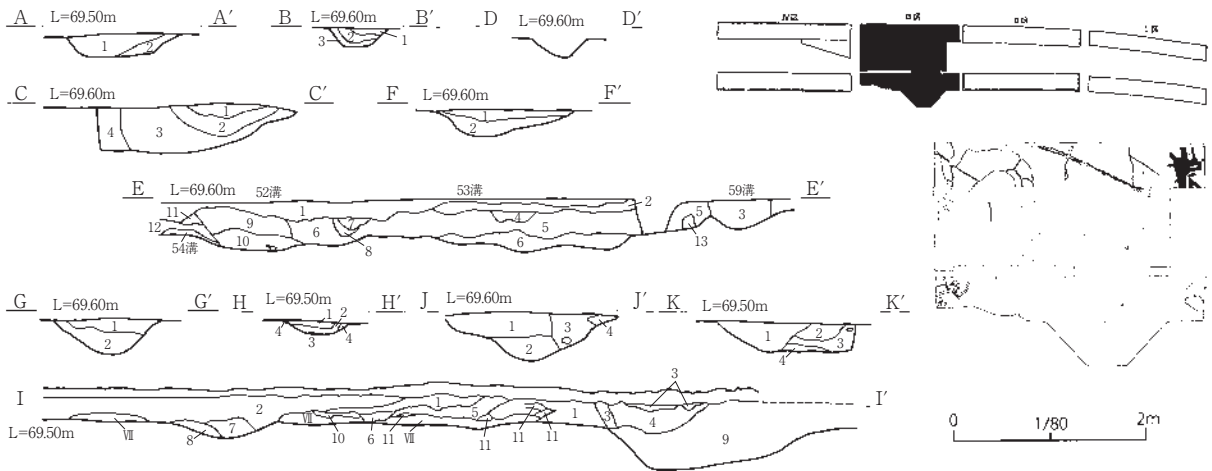 A L=69.50m A′ B L=69.60m B′ D L=69.60m D′
1 2 3 2 1
C L=69.60m C′ F L=69.60m F′
4 3 1 2 1 2
E L=69.60m 52溝 53溝 59溝 E′
11 1 4 2 5 3
12 9 6 7 5
54溝 10 8 6 13
G L=69.60m G′ H L=69.50m H′ J L=69.60m J′ K L=69.50m K′
1 2 1 2 4 3 4 1 3 4 2 1 2 3 4
I 3 I′
2 1 5 11 1 3 4
L=69.50m Ⅶ 8 7 Ⅶ 10 6 11 Ⅶ 11 11 9
0 1/80 2m